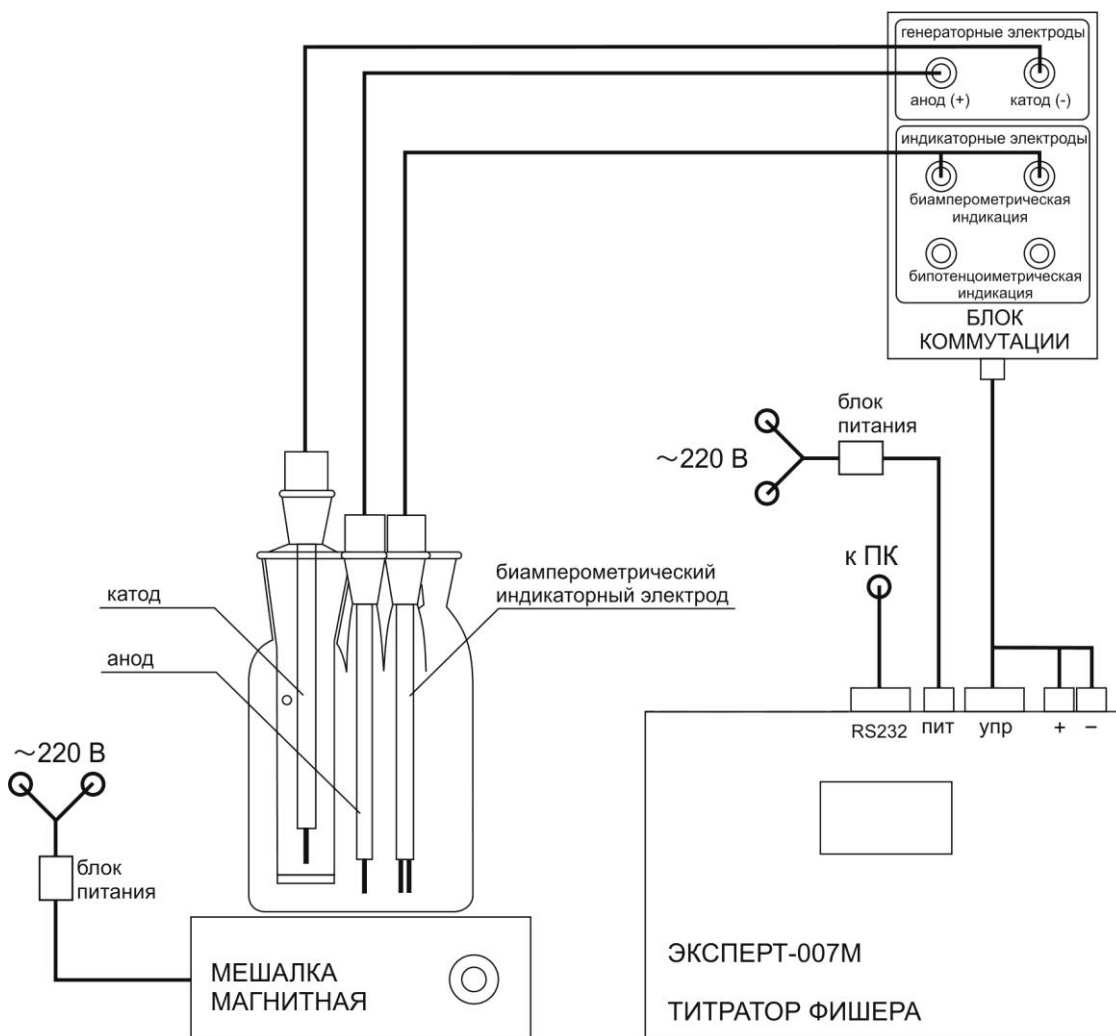 генераторные электроды
анод (+)
катод (-)
индикаторные электроды
биамперометрическая
индикация
бипотенцоиметрическая
индикация
БЛОК
КОММУТАЦИИ
блок
питания
~220 В
к ПК
биамперометрический
индикаторный электрод
катод
анод
RS232
пит
упр
+
–
~220 В
блок
питания
МЕШАЛКА
МАГНИТНАЯ
ЭКСПЕРТ-007М
ТИТРАТОР ФИШЕРА